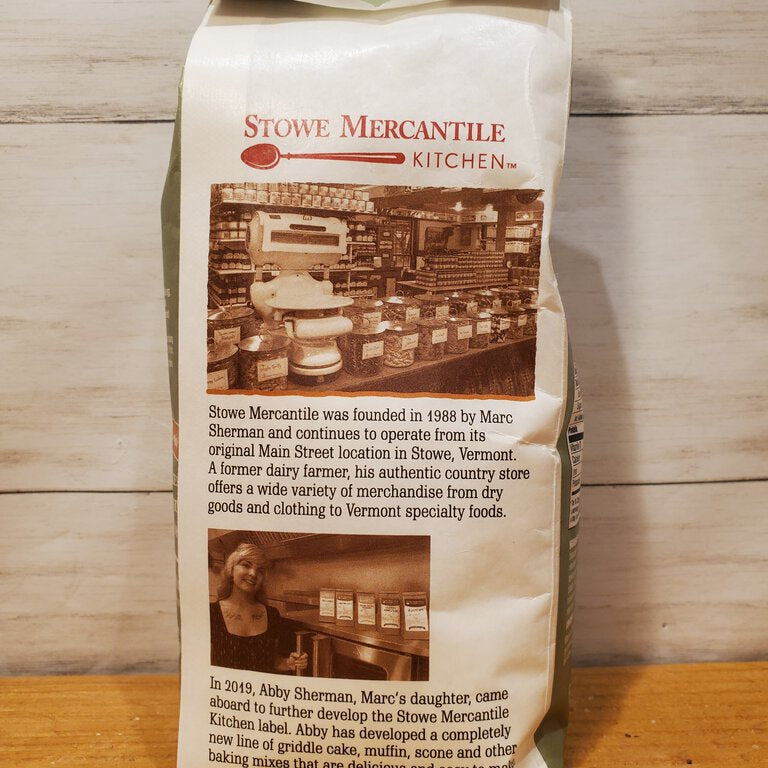 STOWE MERCANTILE
KITCHEN™
Stowe Mercantile was founded in 1988 by Marc
Sherman and continues to operate from its
original Main Street location in Stowe, Vermont.
A former dairy farmer, his authentic country store
offers a wide variety of merchandise from dry
goods and clothing to Vermont specialty foods.
In 2019, Abby Sherman, Marc's daughter, came
aboard to further develop the Stowe Mercantile
Kitchen label. Abby has developed a completely
new line of griddle cake, muffin, scone and other
baking mixes that are delicious and easy to